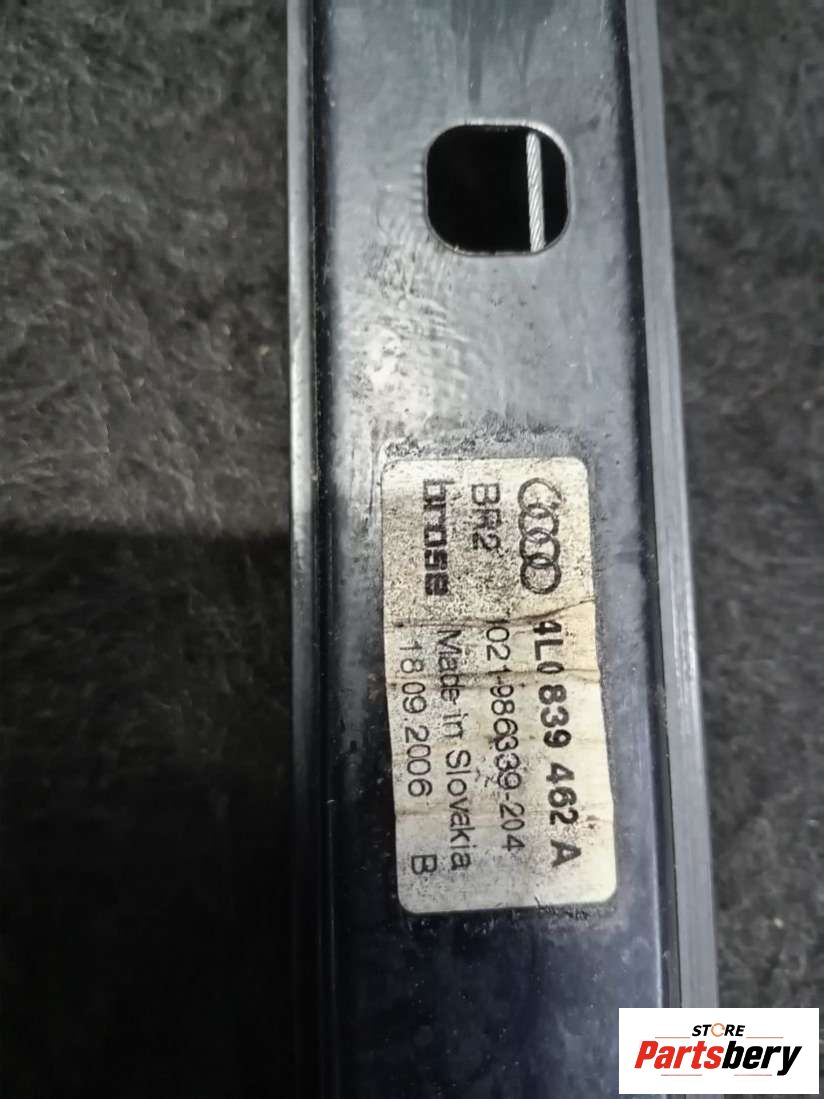 4L0 839 462 A
BR2 1021-986339-204
brose Made in Slovakia
18.09.2006 B
STORE
Partsbery